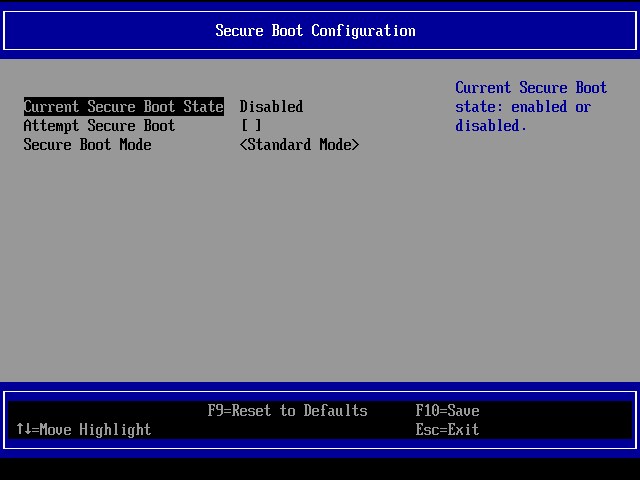 Secure Boot Configuration
Current Secure Boot State Disabled
Attempt Secure Boot [ ]
Secure Boot Mode <Standard Mode>
Current Secure Boot
state: enabled or
disabled.
F9=Reset to Defaults F10=Save
↑↓=Move Highlight Esc=Exit